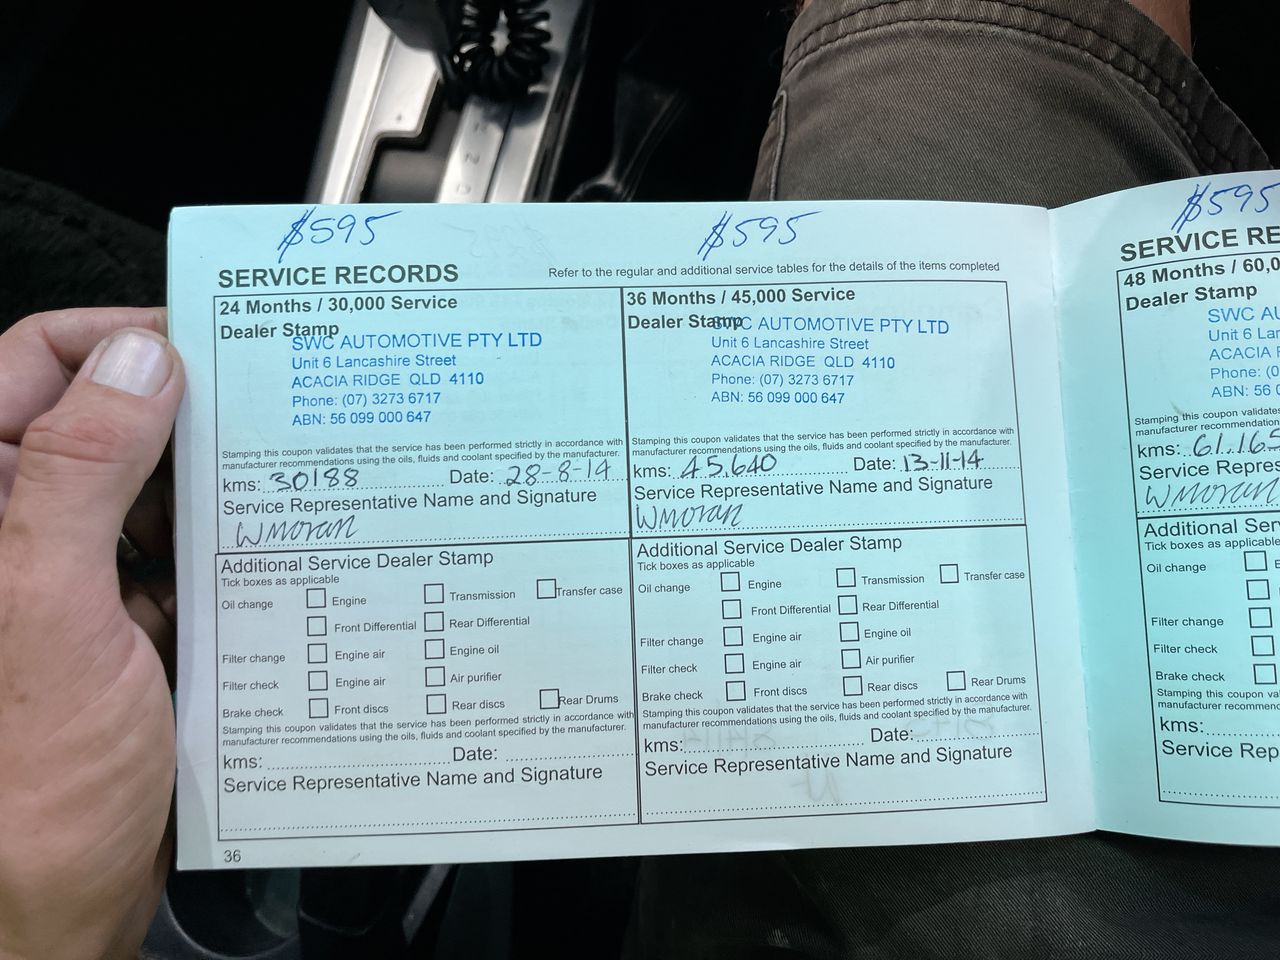 $595
SERVICE RECORDS
Refer to the regular and additional service tables for the details of the items completed
24 Months / 30,000 Service
Dealer Stamp
SWC AUTOMOTIVE PTY LTD
Unit 6 Lancashire Street
ACACIA RIDGE QLD 4110
Phone: (07) 3273 6717
ABN: 56 099 000 647
Stamping this coupon validates that the service has been performed strictly in accordance with
manufacturer recommendations using the oils, fluids and coolant specified by the manufacturer.
kms: 30188 Date: 28-8-14
Service Representative Name and Signature
WMoran
Additional Service Dealer Stamp
Tick boxes as applicable
Oil change Engine Transmission Transfer case
Front Differential Rear Differential
Filter change Engine air Engine oil
Filter check Engine air Air purifier
Brake check Front discs Rear discs Rear Drums
Stamping this coupon validates that the service has been performed strictly in accordance with
manufacturer recommendations using the oils, fluids and coolant specified by the manufacturer.
kms: Date:
Service Representative Name and Signature
36
$595
36 Months / 45,000 Service
Dealer Stamp
SWC AUTOMOTIVE PTY LTD
Unit 6 Lancashire Street
ACACIA RIDGE QLD 4110
Phone: (07) 3273 6717
ABN: 56 099 000 647
Stamping this coupon validates that the service has been performed strictly in accordance with
manufacturer recommendations using the oils, fluids and coolant specified by the manufacturer.
kms: 45.640 Date: 13-11-14
Service Representative Name and Signature
WMoran
Additional Service Dealer Stamp
Tick boxes as applicable
Oil change Engine Transmission Transfer case
Front Differential Rear Differential
Filter change Engine air Engine oil
Filter check Engine air Air purifier
Brake check Front discs Rear discs Rear Drums
Stamping this coupon validates that the service has been performed strictly in accordance with
manufacturer recommendations using the oils, fluids and coolant specified by the manufacturer.
kms: Date:
Service Representative Name and Signature
$595
SERVICE RE
48 Months / 60,0
Dealer Stamp
SWC AU
Unit 6 Lar
ACACIA F
Phone: (0
ABN: 56 0
Stamping this coupon validates
manufacturer recommendations
kms: 61.165
Service Repres
WMoran
Additional Ser
Tick boxes as applicable
Oil change
Filter change
Filter check
Brake check
Stamping this coupon val
manufacturer recommend
kms:
Service Rep